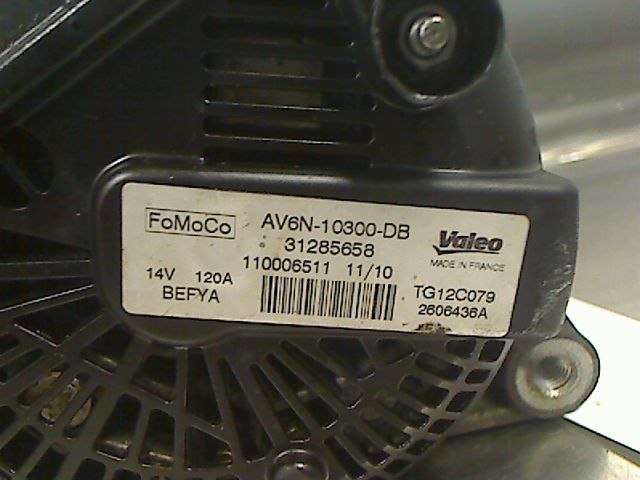 FoMoCo AV6N-10300-DB Valeo
31285658 MADE IN FRANCE
110006511 11/10
14V 120A TG12C079
BEFYA 2606436A